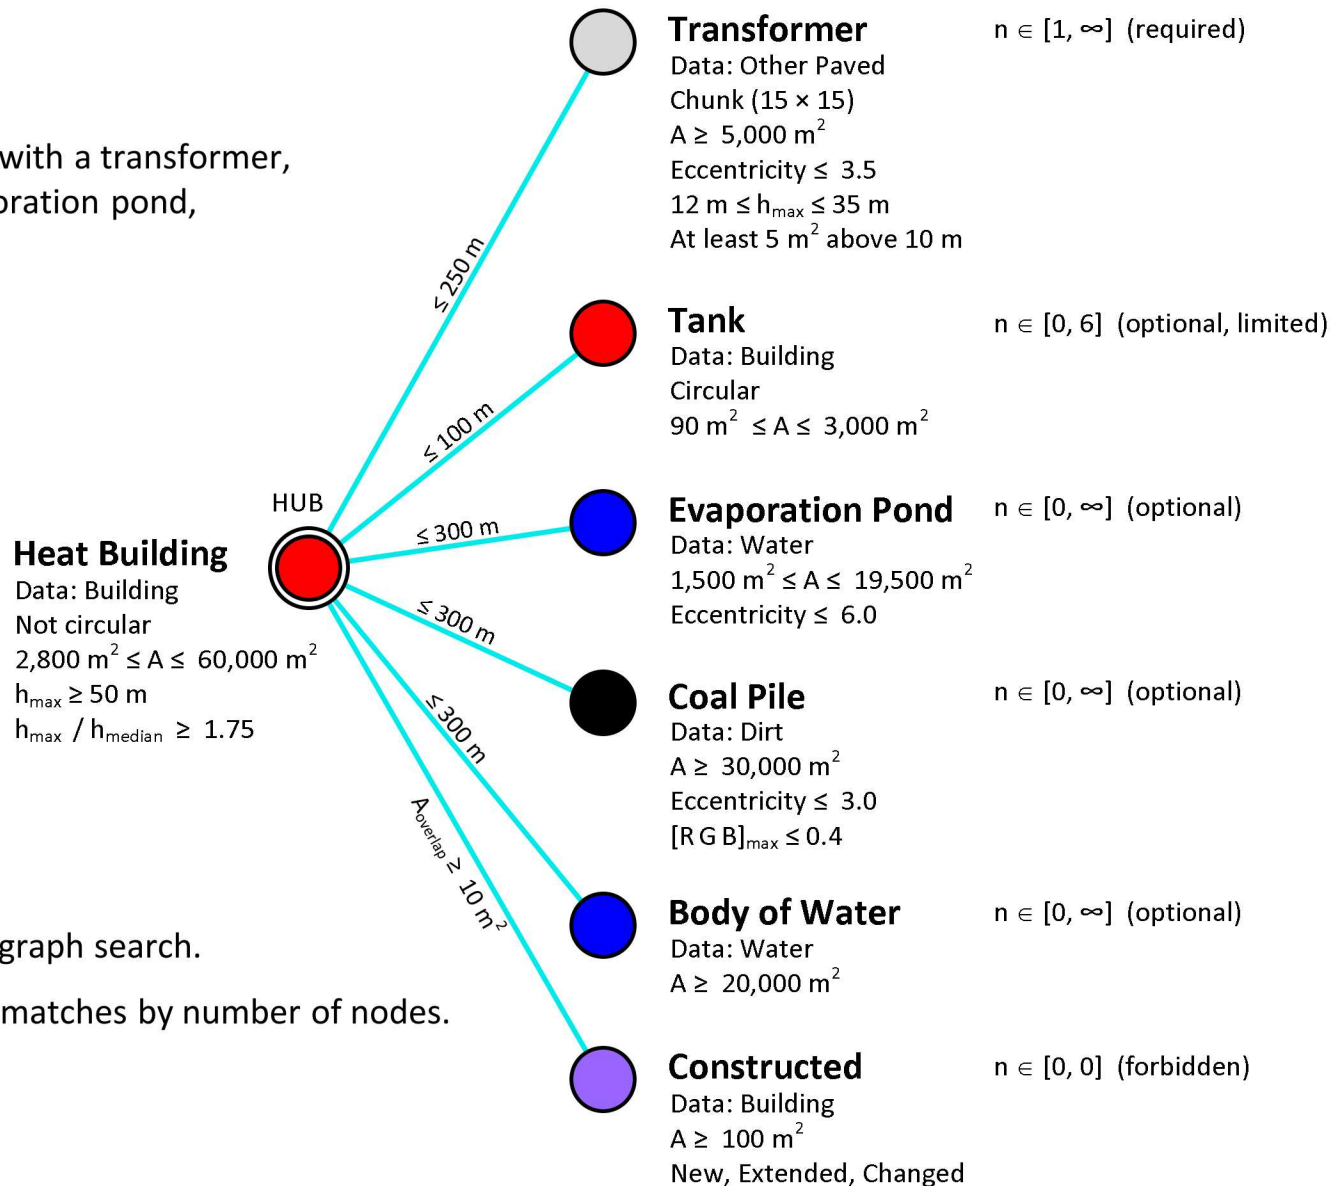 with a transformer,
oration pond,
graph search.
matches by number of nodes.
HUB
Heat Building
Data: Building
Not circular
2,800 m² ≤ A ≤ 60,000 m²
hmax ≥ 50 m
hmax / hmedian ≥ 1.75
≤ 250 m
≤ 100 m
≤ 300 m
≤ 300 m
≤ 300 m
Aoverlap ≥ 10 m²
Transformer n ∈ [1, ∞] (required)
Data: Other Paved
Chunk (15 × 15)
A ≥ 5,000 m²
Eccentricity ≤ 3.5
12 m ≤ hmax ≤ 35 m
At least 5 m² above 10 m
Tank n ∈ [0, 6] (optional, limited)
Data: Building
Circular
90 m² ≤ A ≤ 3,000 m²
Evaporation Pond n ∈ [0, ∞] (optional)
Data: Water
1,500 m² ≤ A ≤ 19,500 m²
Eccentricity ≤ 6.0
Coal Pile n ∈ [0, ∞] (optional)
Data: Dirt
A ≥ 30,000 m²
Eccentricity ≤ 3.0
[R G B]max ≤ 0.4
Body of Water n ∈ [0, ∞] (optional)
Data: Water
A ≥ 20,000 m²
Constructed n ∈ [0, 0] (forbidden)
Data: Building
A ≥ 100 m²
New, Extended, Changed